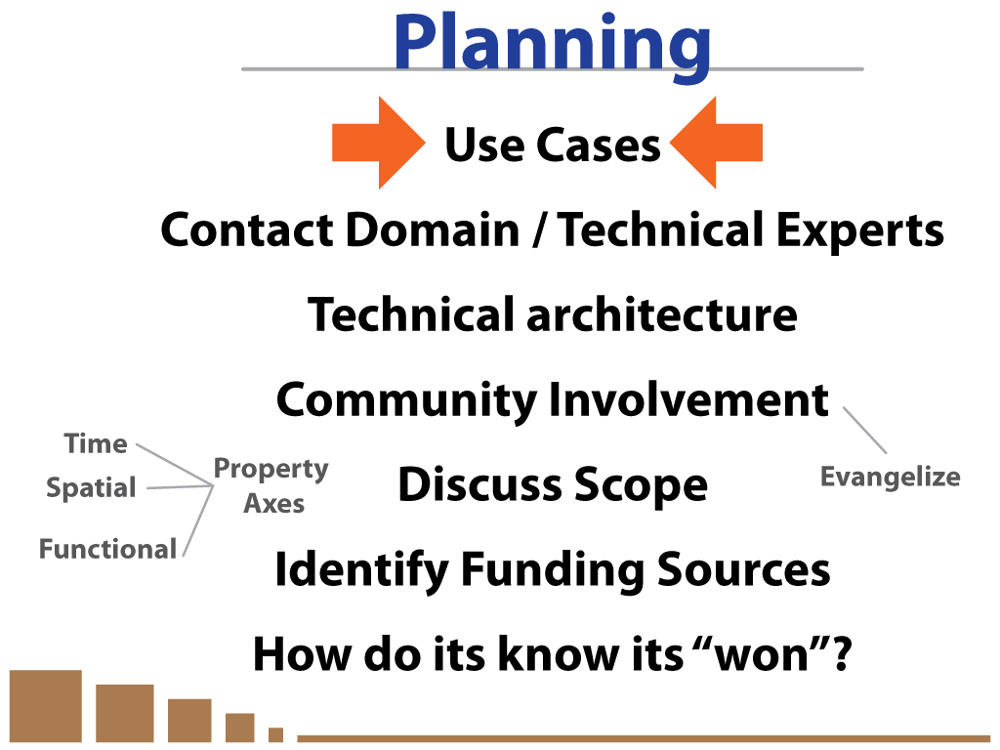 Planning
Use Cases
Contact Domain / Technical Experts
Technical architecture
Community Involvement
Evangelize
Time
Spatial
Functional
Property
Axes
Discuss Scope
Identify Funding Sources
How do its know its “won”?